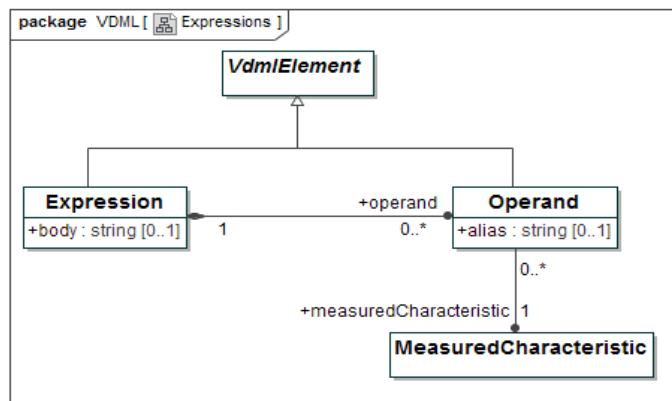 package VDML [ Expressions ]
VdmlElement
Expression
+body : string [0..1]
+operand
1
0..*
Operand
+alias : string [0..1]
0..*
+measuredCharacteristic
1
MeasuredCharacteristic